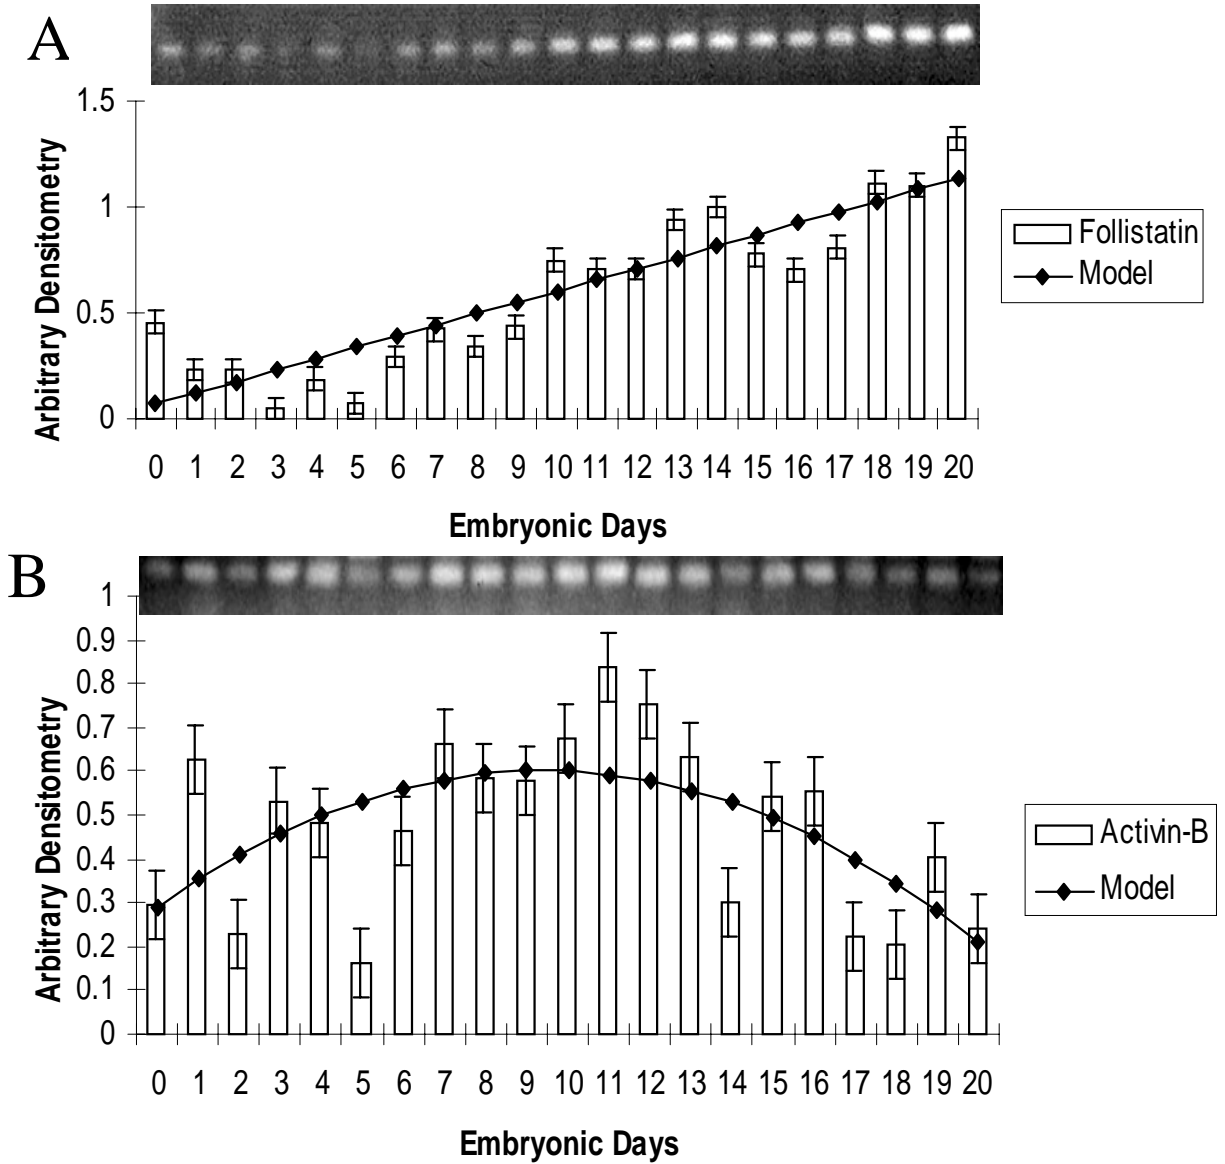 A
1.5
1
0.5
0
Arbitrary Densitometry
0 1 2 3 4 5 6 7 8 9 10 11 12 13 14 15 16 17 18 19 20
Embryonic Days
Follistatin
Model
B
1
0.9
0.8
0.7
0.6
0.5
0.4
0.3
0.2
0.1
0
Arbitrary Densitometry
0 1 2 3 4 5 6 7 8 9 10 11 12 13 14 15 16 17 18 19 20
Embryonic Days
Activin-B
Model